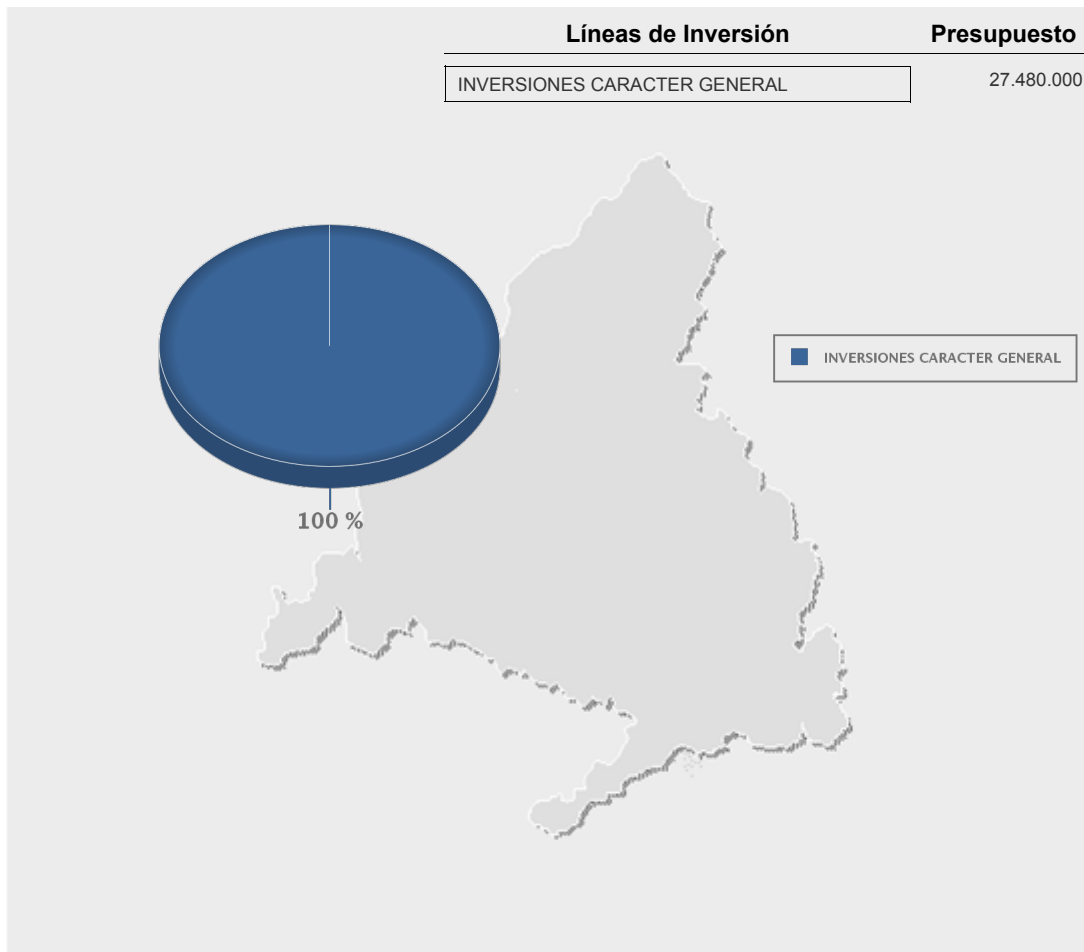 Líneas de Inversión Presupuesto
INVERSIONES CARACTER GENERAL 27.480.000
INVERSIONES CARACTER GENERAL
100 %